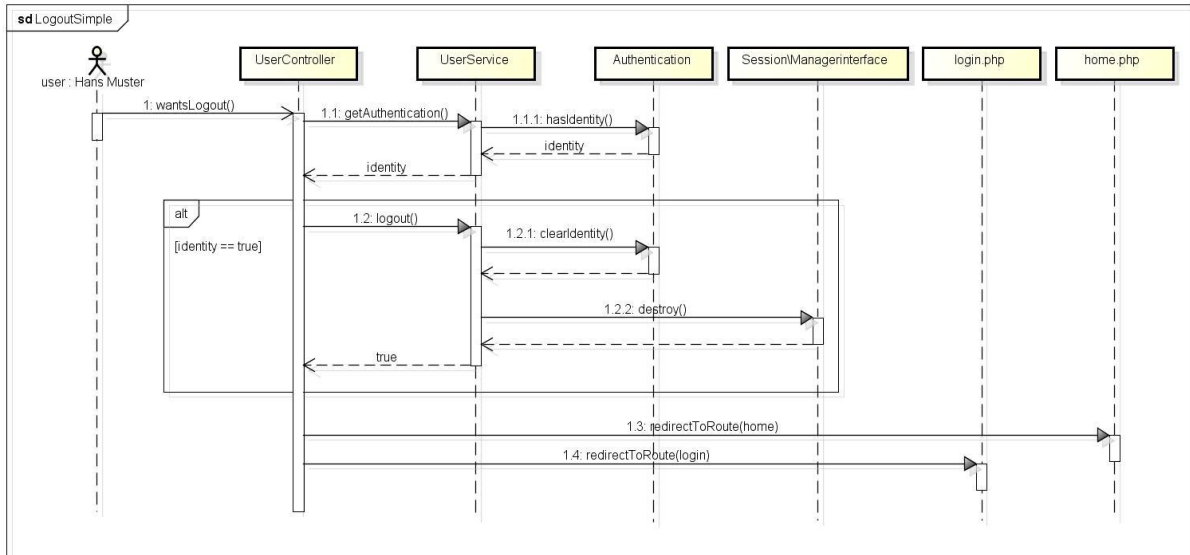 sd LogoutSimple
user : Hans Muster
UserController
UserService
Authentication
Session\Managerinterface
login.php
home.php
1: wantsLogout()
1.1: getAuthentication()
1.1.1: hasIdentity()
identity
identity
alt
[identity == true]
1.2: logout()
1.2.1: clearIdentity()
1.2.2: destroy()
true
1.3: redirectToRoute(home)
1.4: redirectToRoute(login)